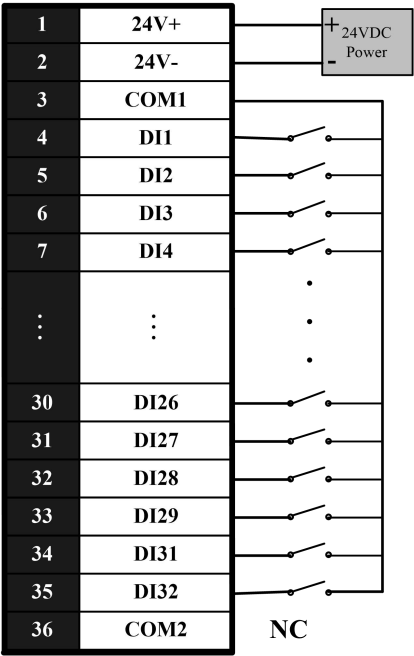 1 24V+ + 24VDC
2 24V- - Power
3 COM1
4 DI1
5 DI2
6 DI3
7 DI4
⋮ ⋮
30 DI26
31 DI27
32 DI28
33 DI29
34 DI31
35 DI32
36 COM2 NC